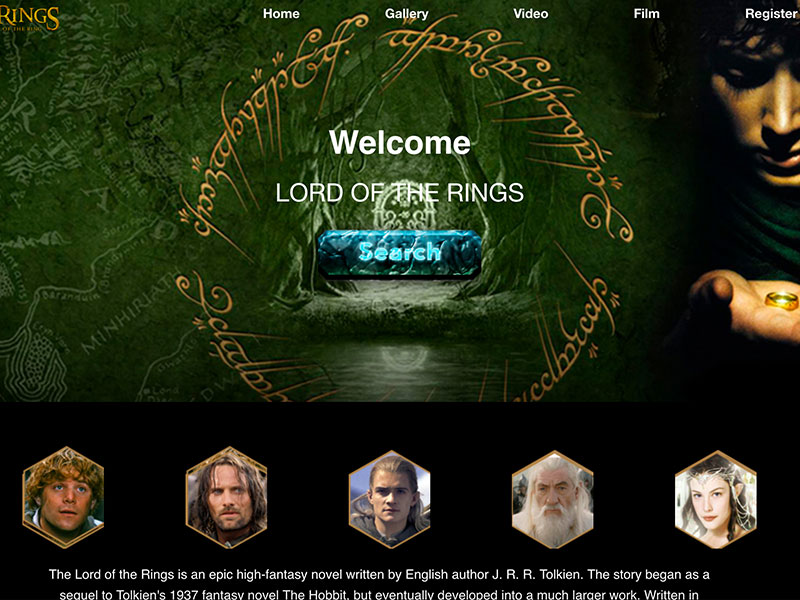 RINGS
Home Gallery Video Film Register
Welcome
LORD OF THE RINGS
Search
Baranduin
MINHIRIAT
The Lord of the Rings is an epic high-fantasy novel written by English author J. R. R. Tolkien. The story began as a
sequel to Tolkien's 1937 fantasy novel The Hobbit, but eventually developed into a much larger work. Written in